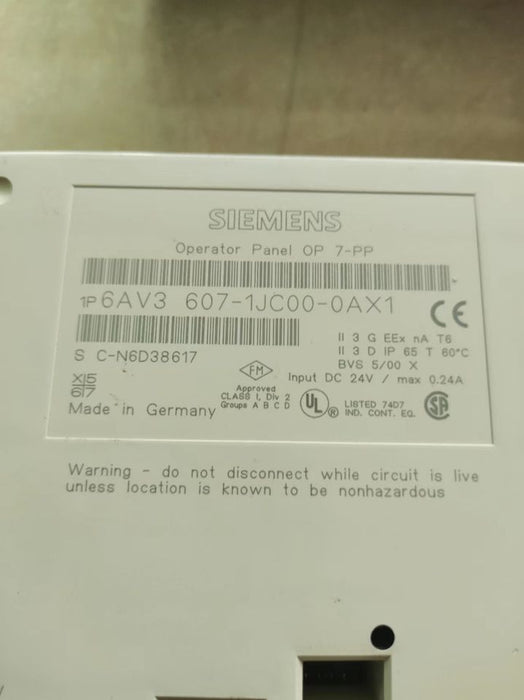 SIEMENS
Operator Panel OP 7-PP
1P 6AV3 607-1JC00-0AX1
CE
S C-N6D38617
II 3 G EEx nA T6
II 3 D IP 65 T 60°C
BVS 5/00 X
Input DC 24V / max 0.24A
X|5
6|7
Made in Germany
FM
Approved
CLASS I, Div 2
Groups A B C D
UL ®
LISTED 74D7
IND. CONT. EQ.
SA
Warning - do not disconnect while circuit is live
unless location is known to be nonhazardous